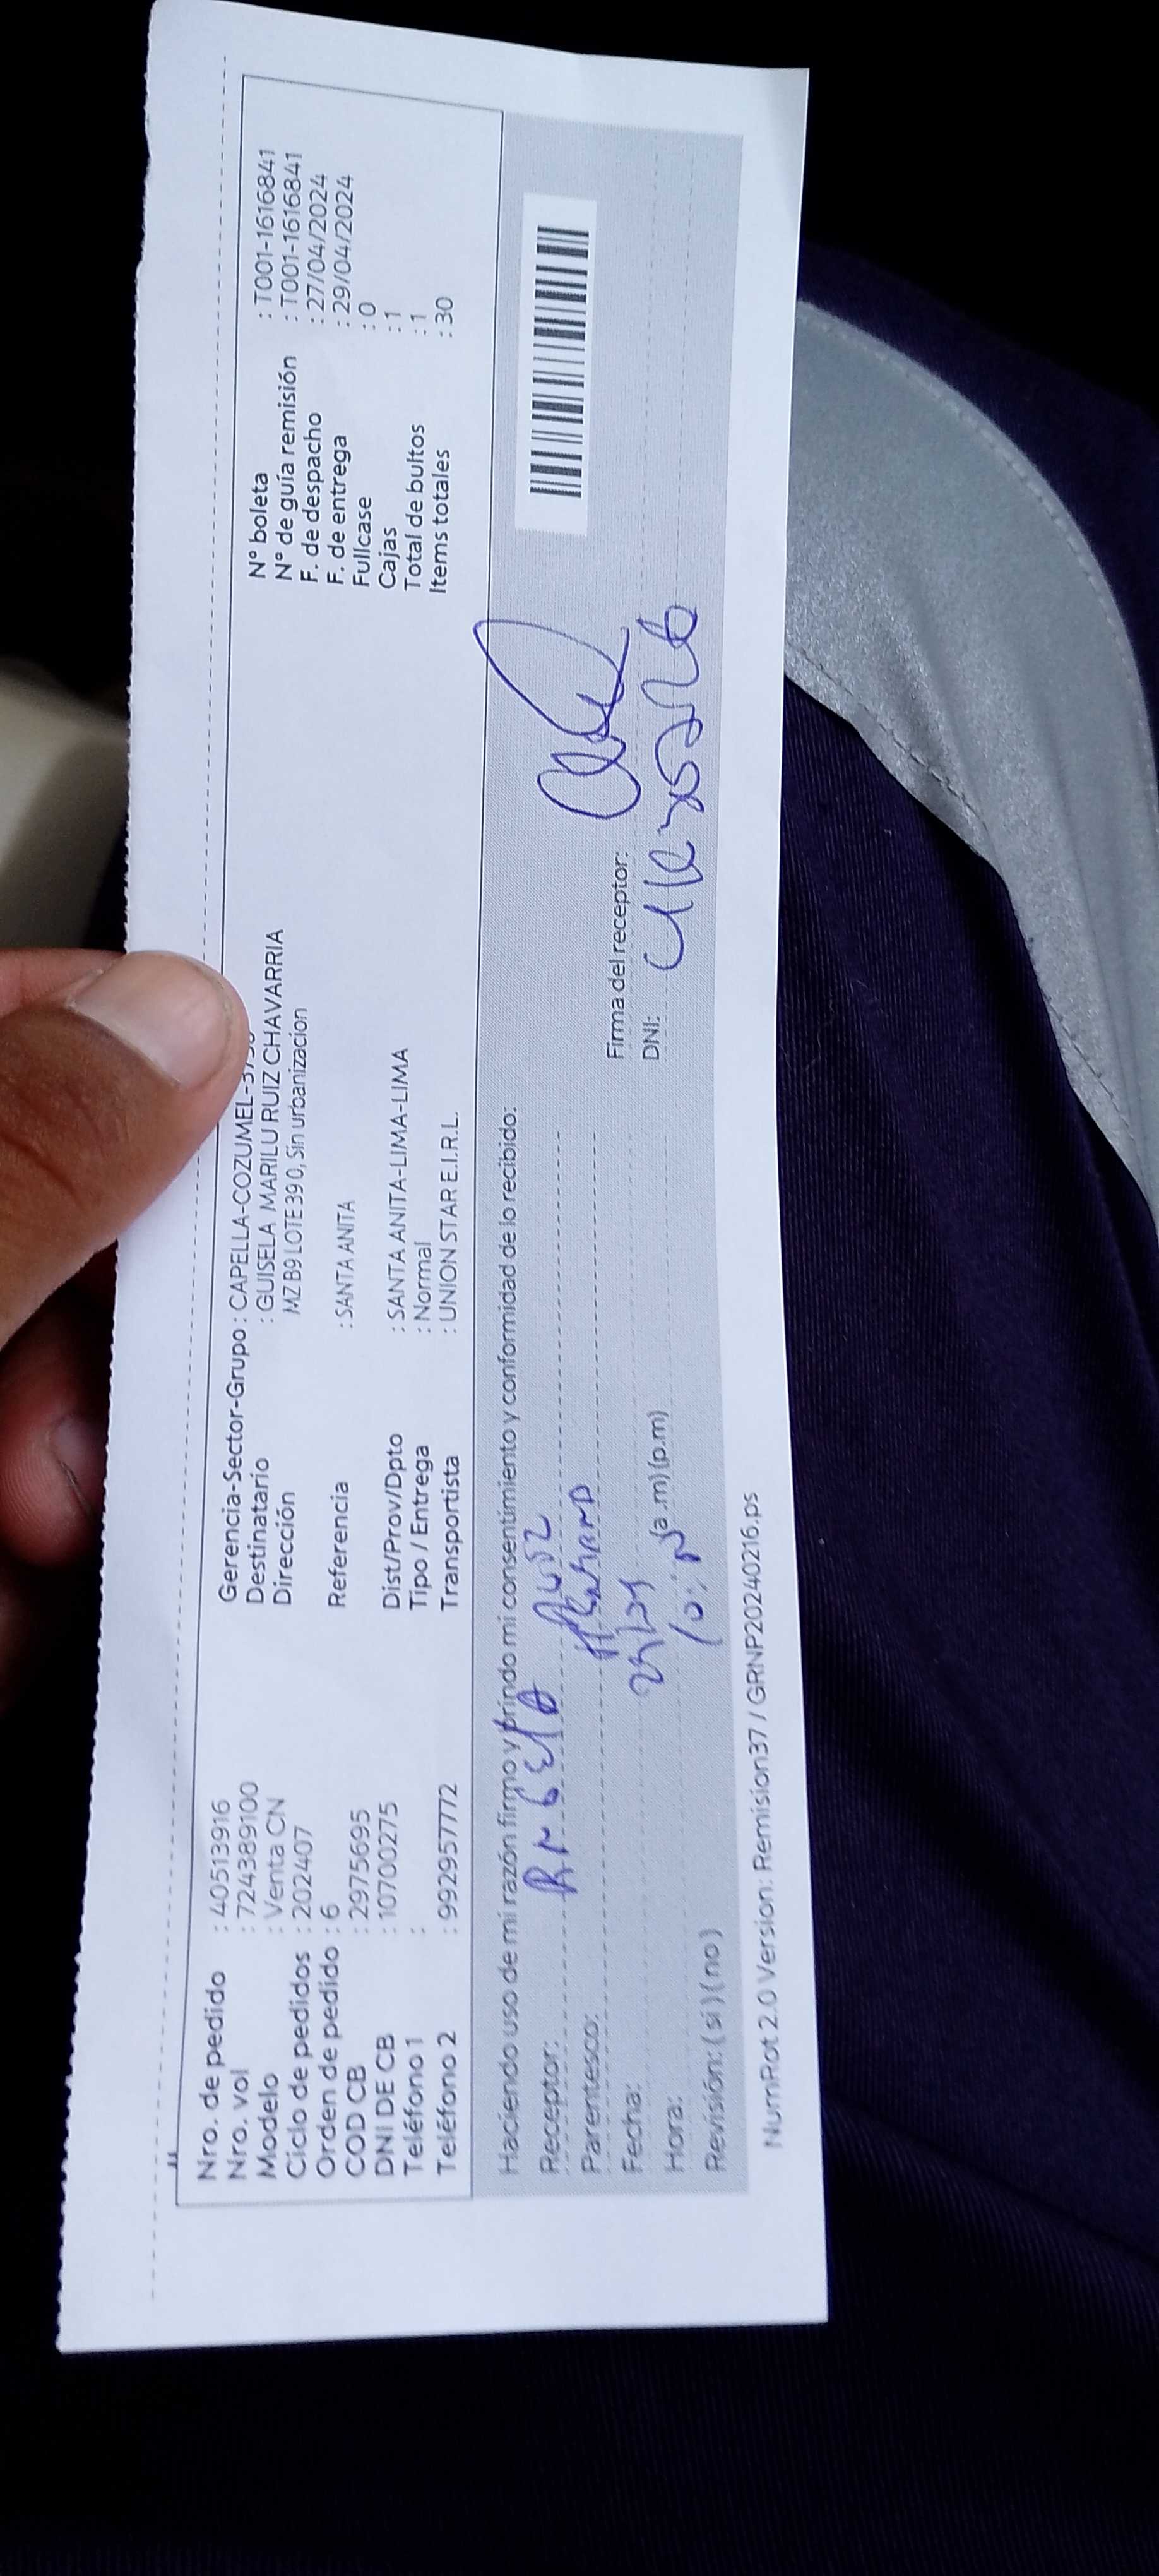 Nro. de pedido : 40513916
Nro. vol : 724389100
Modelo : Venta CN
Ciclo de pedidos : 202407
Orden de pedido : 6
COD CB : 2975695
DNI DE CB : 10700275
Teléfono 1 :
Teléfono 2 : 992957772
Gerencia-Sector-Grupo : CAPELLA-COZUMEL-
Destinatario : GUISELA MARILU RUIZ CHAVARRIA
Dirección MZ B9 LOTE 39 0, Sin urbanizacion
Referencia : SANTA ANITA
Dist/Prov/Dpto : SANTA ANITA-LIMA-LIMA
Tipo / Entrega : Normal
Transportista : UNION STAR E.I.R.L.
N° boleta : T001-1616841
N° de guía remisión : T001-1616841
F. de despacho : 27/04/2024
F. de entrega : 29/04/2024
Fullcase : 0
Cajas : 1
Total de bultos : 1
Items totales : 30
Haciendo uso de mi razón firmo y brindo mi consentimiento y conformidad de lo recibido:
Receptor:
Parentesco:
Fecha:
Hora: (a.m) (p.m)
Revisión: ( si ) ( no )
Firma del receptor:
DNI:
NumRot 2.0 Version: Remision37 / GRNP20240216.ps